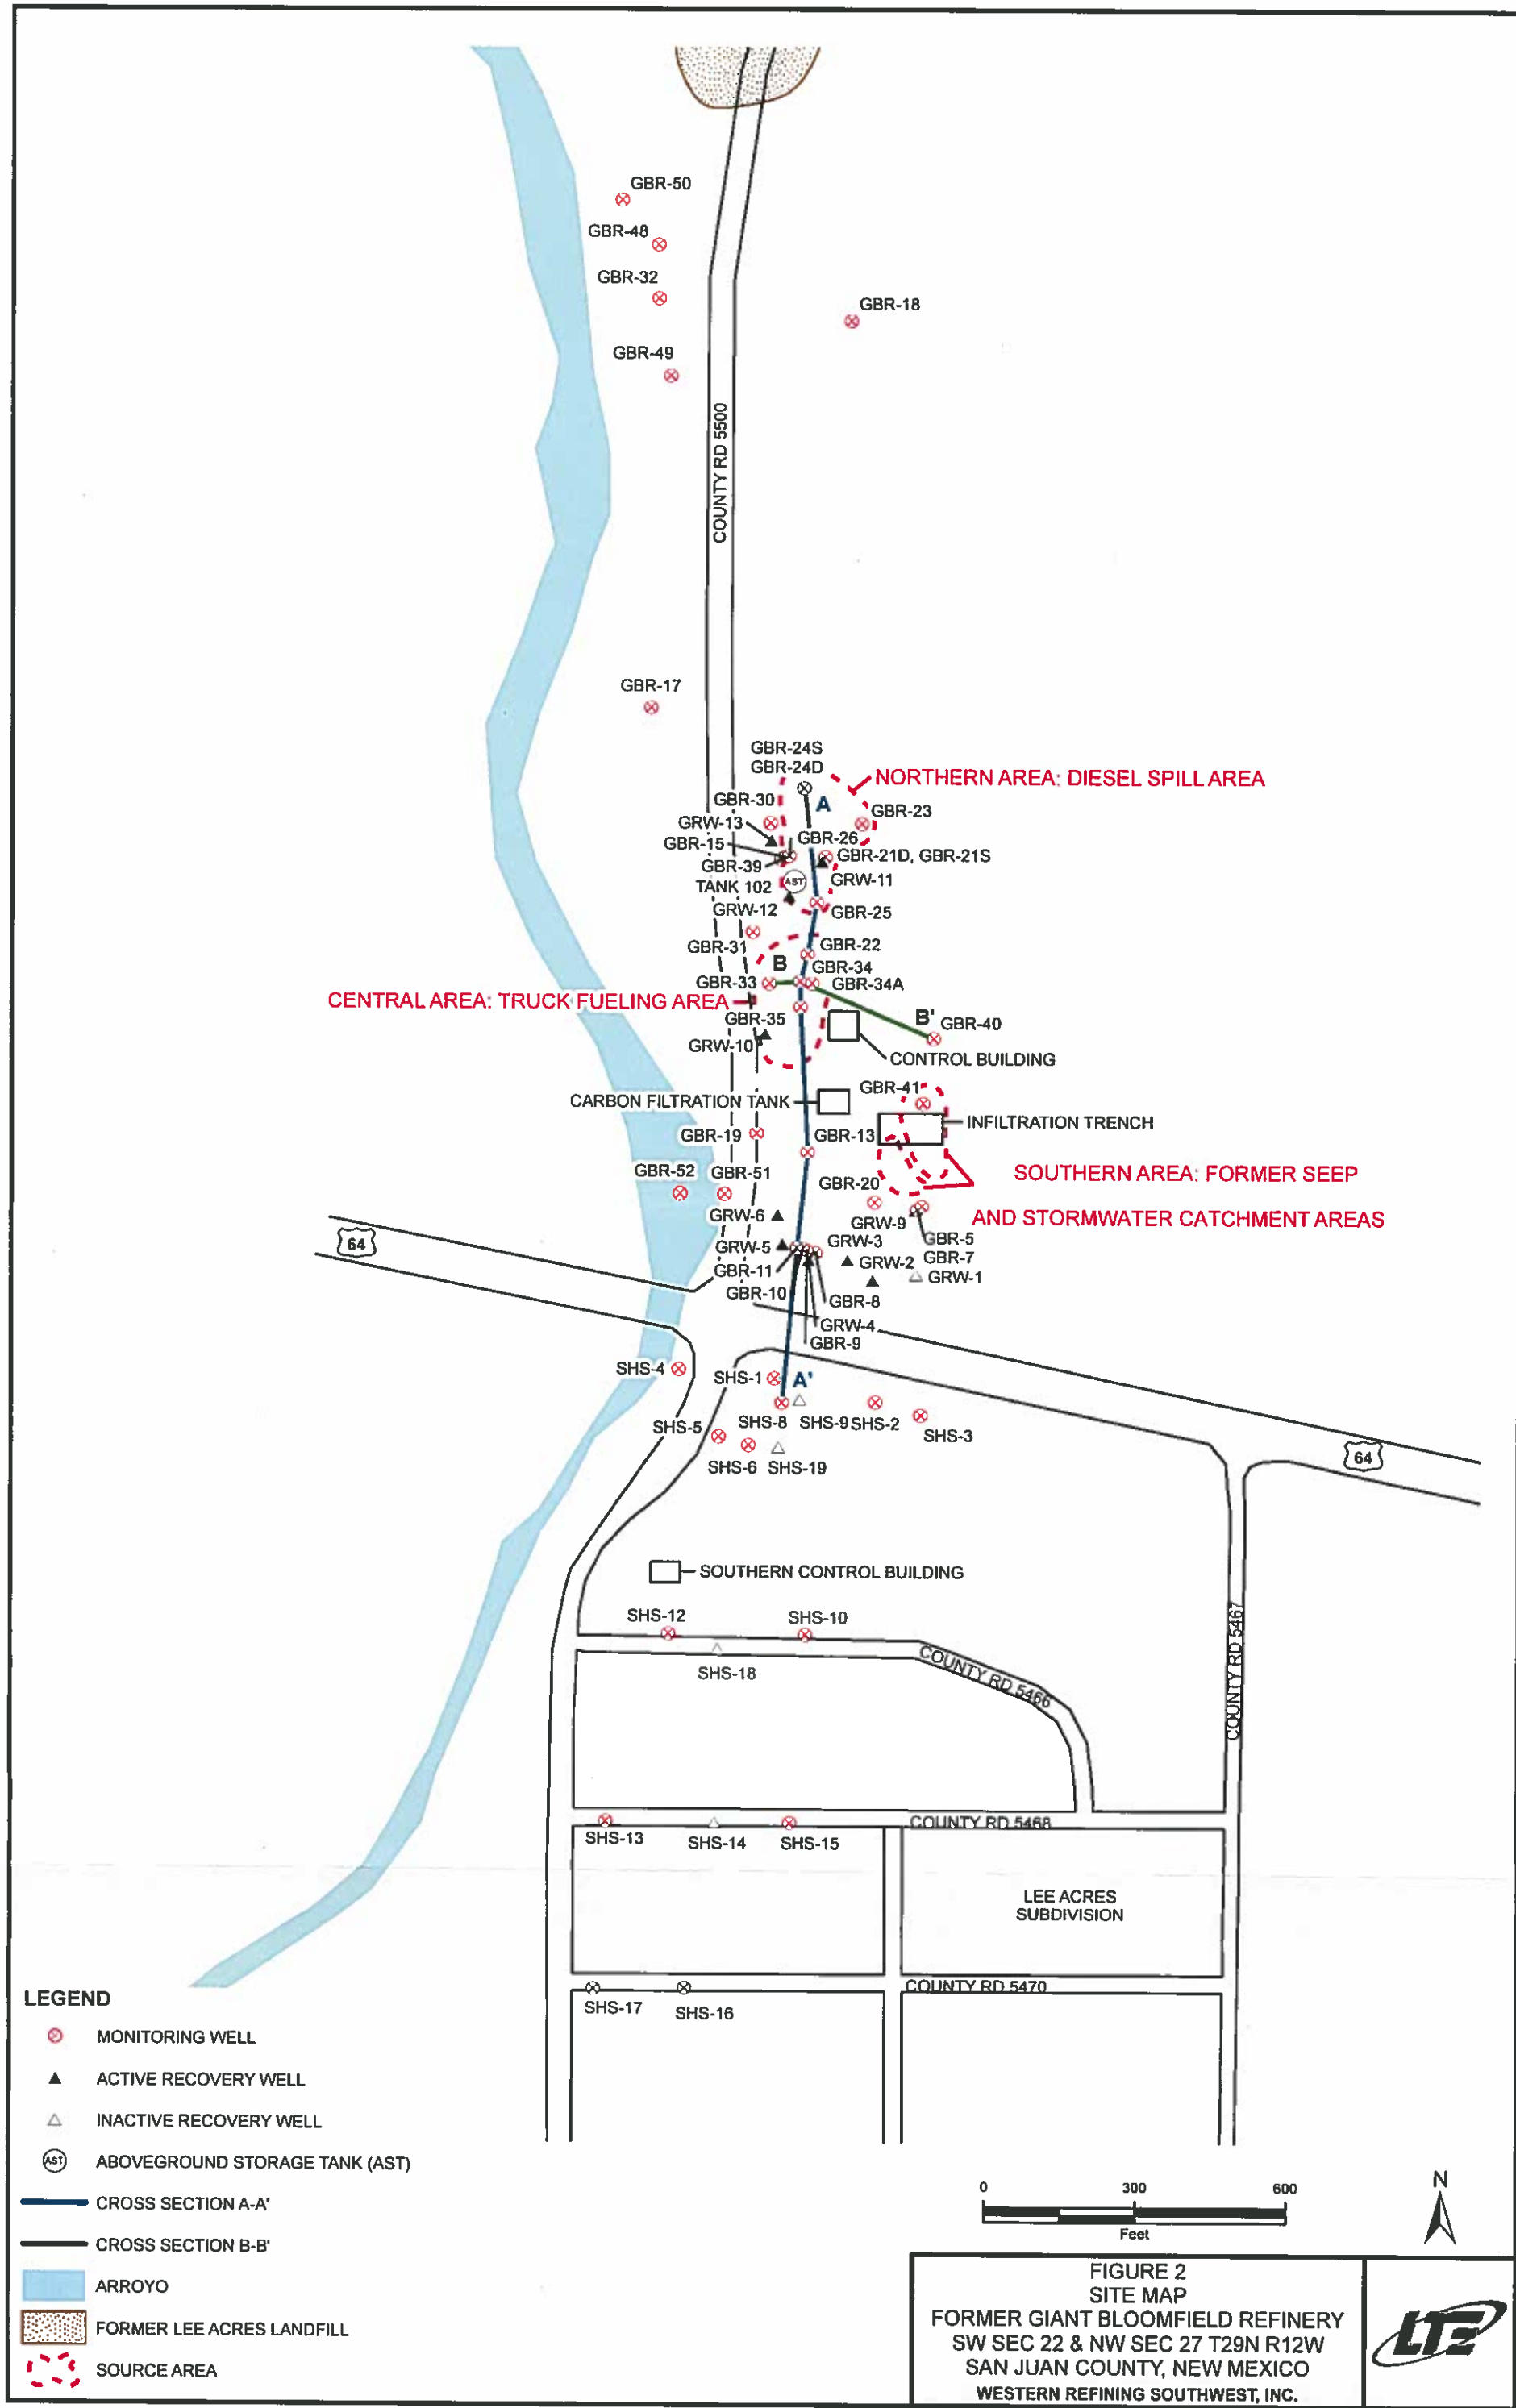 GBR-50
GBR-48
GBR-32
GBR-18
GBR-49
COUNTY RD 5500
GBR-17
GBR-24S
GBR-24D
NORTHERN AREA: DIESEL SPILL AREA
GBR-30
A
GBR-23
GRW-13
GBR-26
GBR-15
GBR-21D, GBR-21S
GBR-39
TANK 102
AST
GRW-11
GRW-12
GBR-25
GBR-31
GBR-22
B
GBR-34
GBR-33
GBR-34A
CENTRAL AREA: TRUCK FUELING AREA
GBR-35
B'
GBR-40
GRW-10
CONTROL BUILDING
GBR-41
CARBON FILTRATION TANK
INFILTRATION TRENCH
GBR-19
GBR-13
GBR-52
GBR-51
GBR-20
SOUTHERN AREA: FORMER SEEP
AND STORMWATER CATCHMENT AREAS
GRW-6
GRW-9
GBR-5
GBR-7
64
GRW-5
GRW-3
GBR-11
GRW-2
GRW-1
GBR-10
GBR-8
GRW-4
GBR-9
SHS-4
SHS-1
A'
SHS-5
SHS-8
SHS-9
SHS-2
SHS-3
SHS-6
SHS-19
64
SOUTHERN CONTROL BUILDING
SHS-12
SHS-10
SHS-18
COUNTY RD 5466
COUNTY RD 5467
SHS-13
SHS-14
SHS-15
COUNTY RD 5468
LEE ACRES
SUBDIVISION
SHS-17
SHS-16
COUNTY RD 5470
LEGEND
MONITORING WELL
ACTIVE RECOVERY WELL
INACTIVE RECOVERY WELL
AST
ABOVEGROUND STORAGE TANK (AST)
CROSS SECTION A-A'
CROSS SECTION B-B'
ARROYO
FORMER LEE ACRES LANDFILL
SOURCE AREA
0 300 600
Feet
N
FIGURE 2
SITE MAP
FORMER GIANT BLOOMFIELD REFINERY
SW SEC 22 & NW SEC 27 T29N R12W
SAN JUAN COUNTY, NEW MEXICO
WESTERN REFINING SOUTHWEST, INC.
LTE